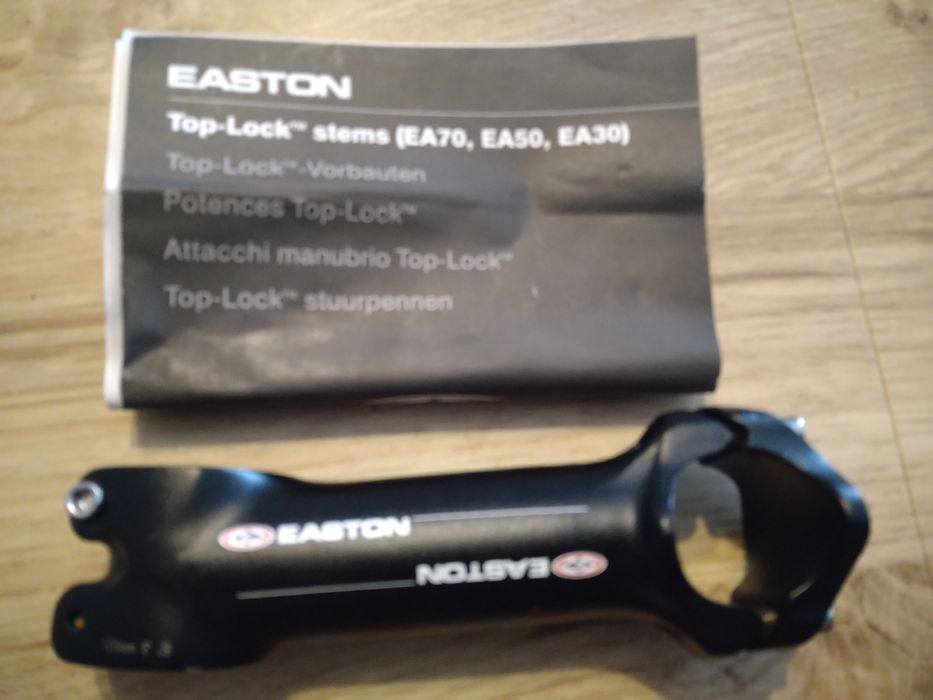 EASTON
Top-Lock™ stems (EA70, EA50, EA30)
Top-Lock™-Vorbauten
Potences Top-Lock™
Attacchi manubrio Top-Lock™
Top-Lock™ stuurpennen
EASTON
EASTON